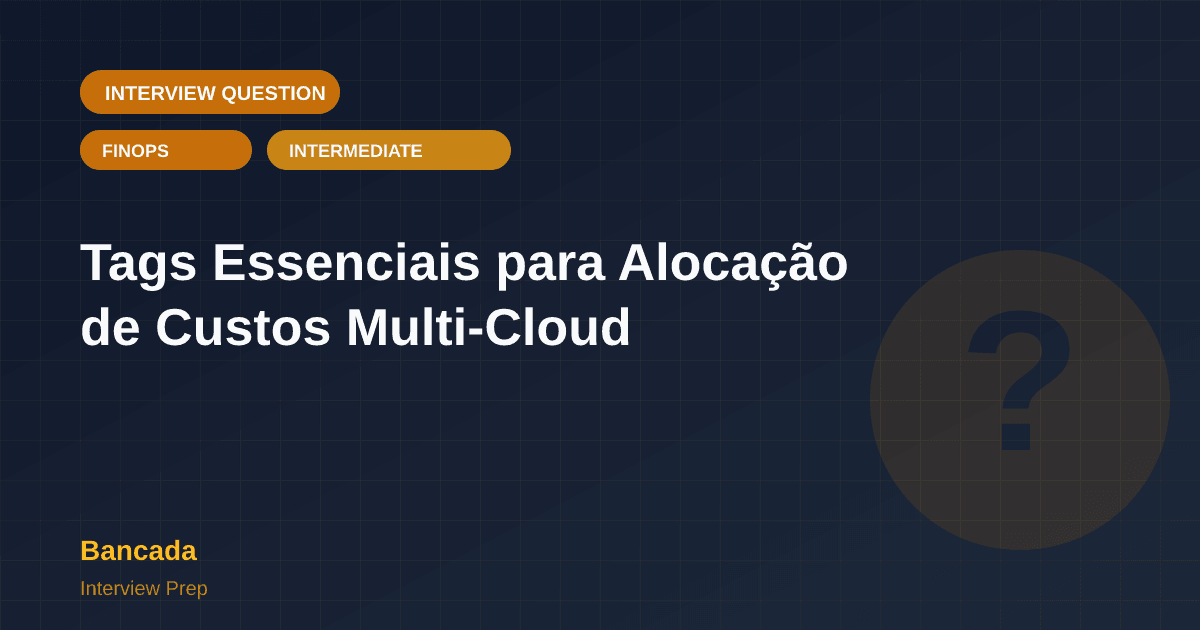 INTERVIEW QUESTION
FINOPS
INTERMEDIATE
Tags Essenciais para Alocação
de Custos Multi-Cloud
?
Bancada
Interview Prep